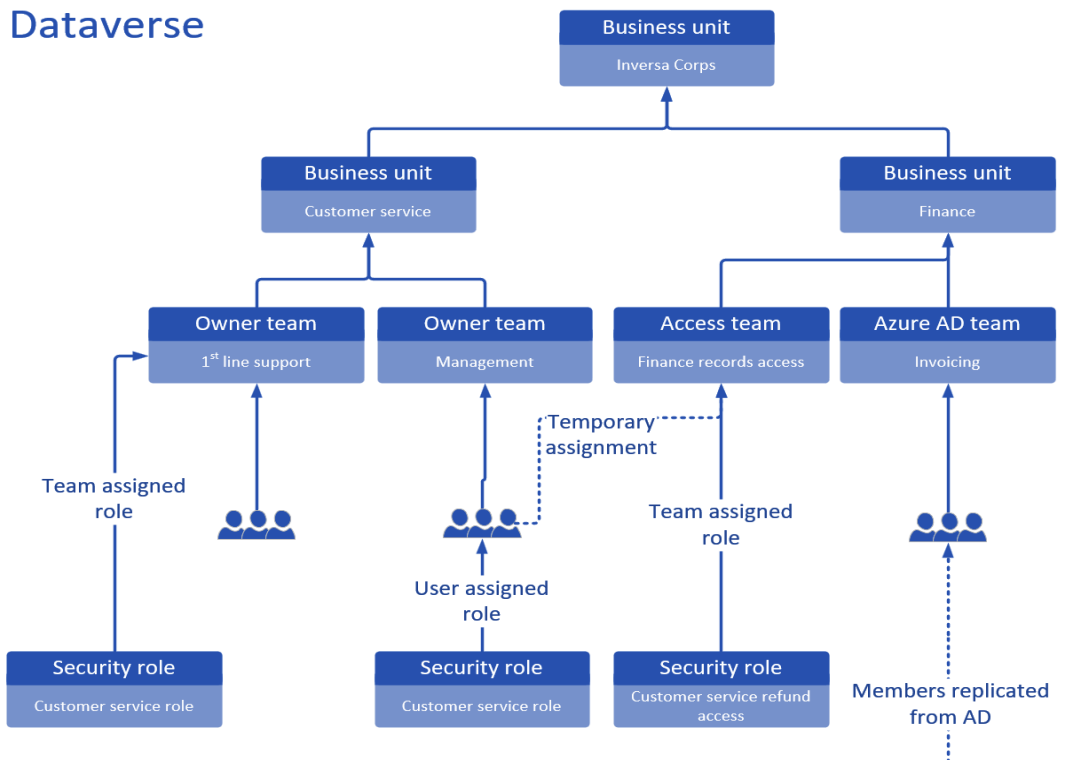 Dataverse
Business unit
Inversa Corps
Business unit
Customer service
Business unit
Finance
Owner team
1st line support
Owner team
Management
Access team
Finance records access
Azure AD team
Invoicing
Temporary
assignment
Team assigned
role
Team assigned
role
User assigned
role
Security role
Customer service role
Security role
Customer service role
Security role
Customer service refund
access
Members replicated
from AD